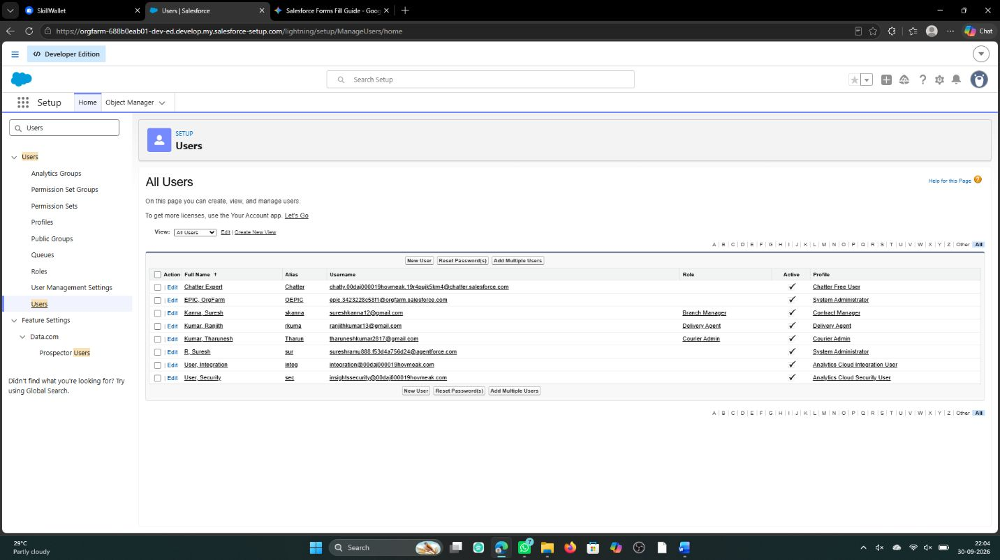 SkillWallet
Users | Salesforce
Salesforce Forms Fill Guide - Goog
https://orgfarm-688b0eab01-dev-ed.develop.my.salesforce-setup.com/lightning/setup/ManageUsers/home
Chat
Developer Edition
Search Setup
Setup
Home
Object Manager
Users
SETUP
Users
Users
Analytics Groups
Permission Set Groups
Permission Sets
Profiles
Public Groups
Queues
Roles
User Management Settings
Users
Feature Settings
Data.com
Prospector Users
Didn't find what you're looking for? Try
using Global Search.
All Users
Help for this Page
On this page you can create, view, and manage users.
To get more licenses, use the Your Account app. Let's Go
View: All Users Edit | Create New View
A | B | C | D | E | F | G | H | I | J | K | L | M | N | O | P | Q | R | S | T | U | V | W | X | Y | Z | Other All
New User Reset Password(s) Add Multiple Users
Action Full Name ↑ Alias Username Role Active Profile
| Edit Chatter Expert Chatter chatty.00daj000019hovmeak.19r4pujk5km4@chatter.salesforce.com ✓ Chatter Free User
| Edit EPIC, OrgFarm OEPIC epic.3423228c58f1@orgfarm.salesforce.com ✓ System Administrator
| Edit Kanna, Suresh skanna sureshkanna12@gmail.com Branch Manager ✓ Contract Manager
| Edit Kumar, Ranjith rkuma ranjithkumar13@gmail.com Delivery Agent ✓ Delivery Agent
| Edit Kumar, Tharunesh Tharun tharuneshkumar2817@gmail.com Courier Admin ✓ Courier Admin
| Edit R, Suresh sur sureshramu888.f53d4a756d24@agentforce.com ✓ System Administrator
| Edit User, Integration integ integration@00daj000019hovmeak.com ✓ Analytics Cloud Integration User
| Edit User, Security sec insightssecurity@00daj000019hovmeak.com ✓ Analytics Cloud Security User
New User Reset Password(s) Add Multiple Users
A | B | C | D | E | F | G | H | I | J | K | L | M | N | O | P | Q | R | S | T | U | V | W | X | Y | Z | Other All
29°C
Partly cloudy
Search
7
22:04
30-09-2026